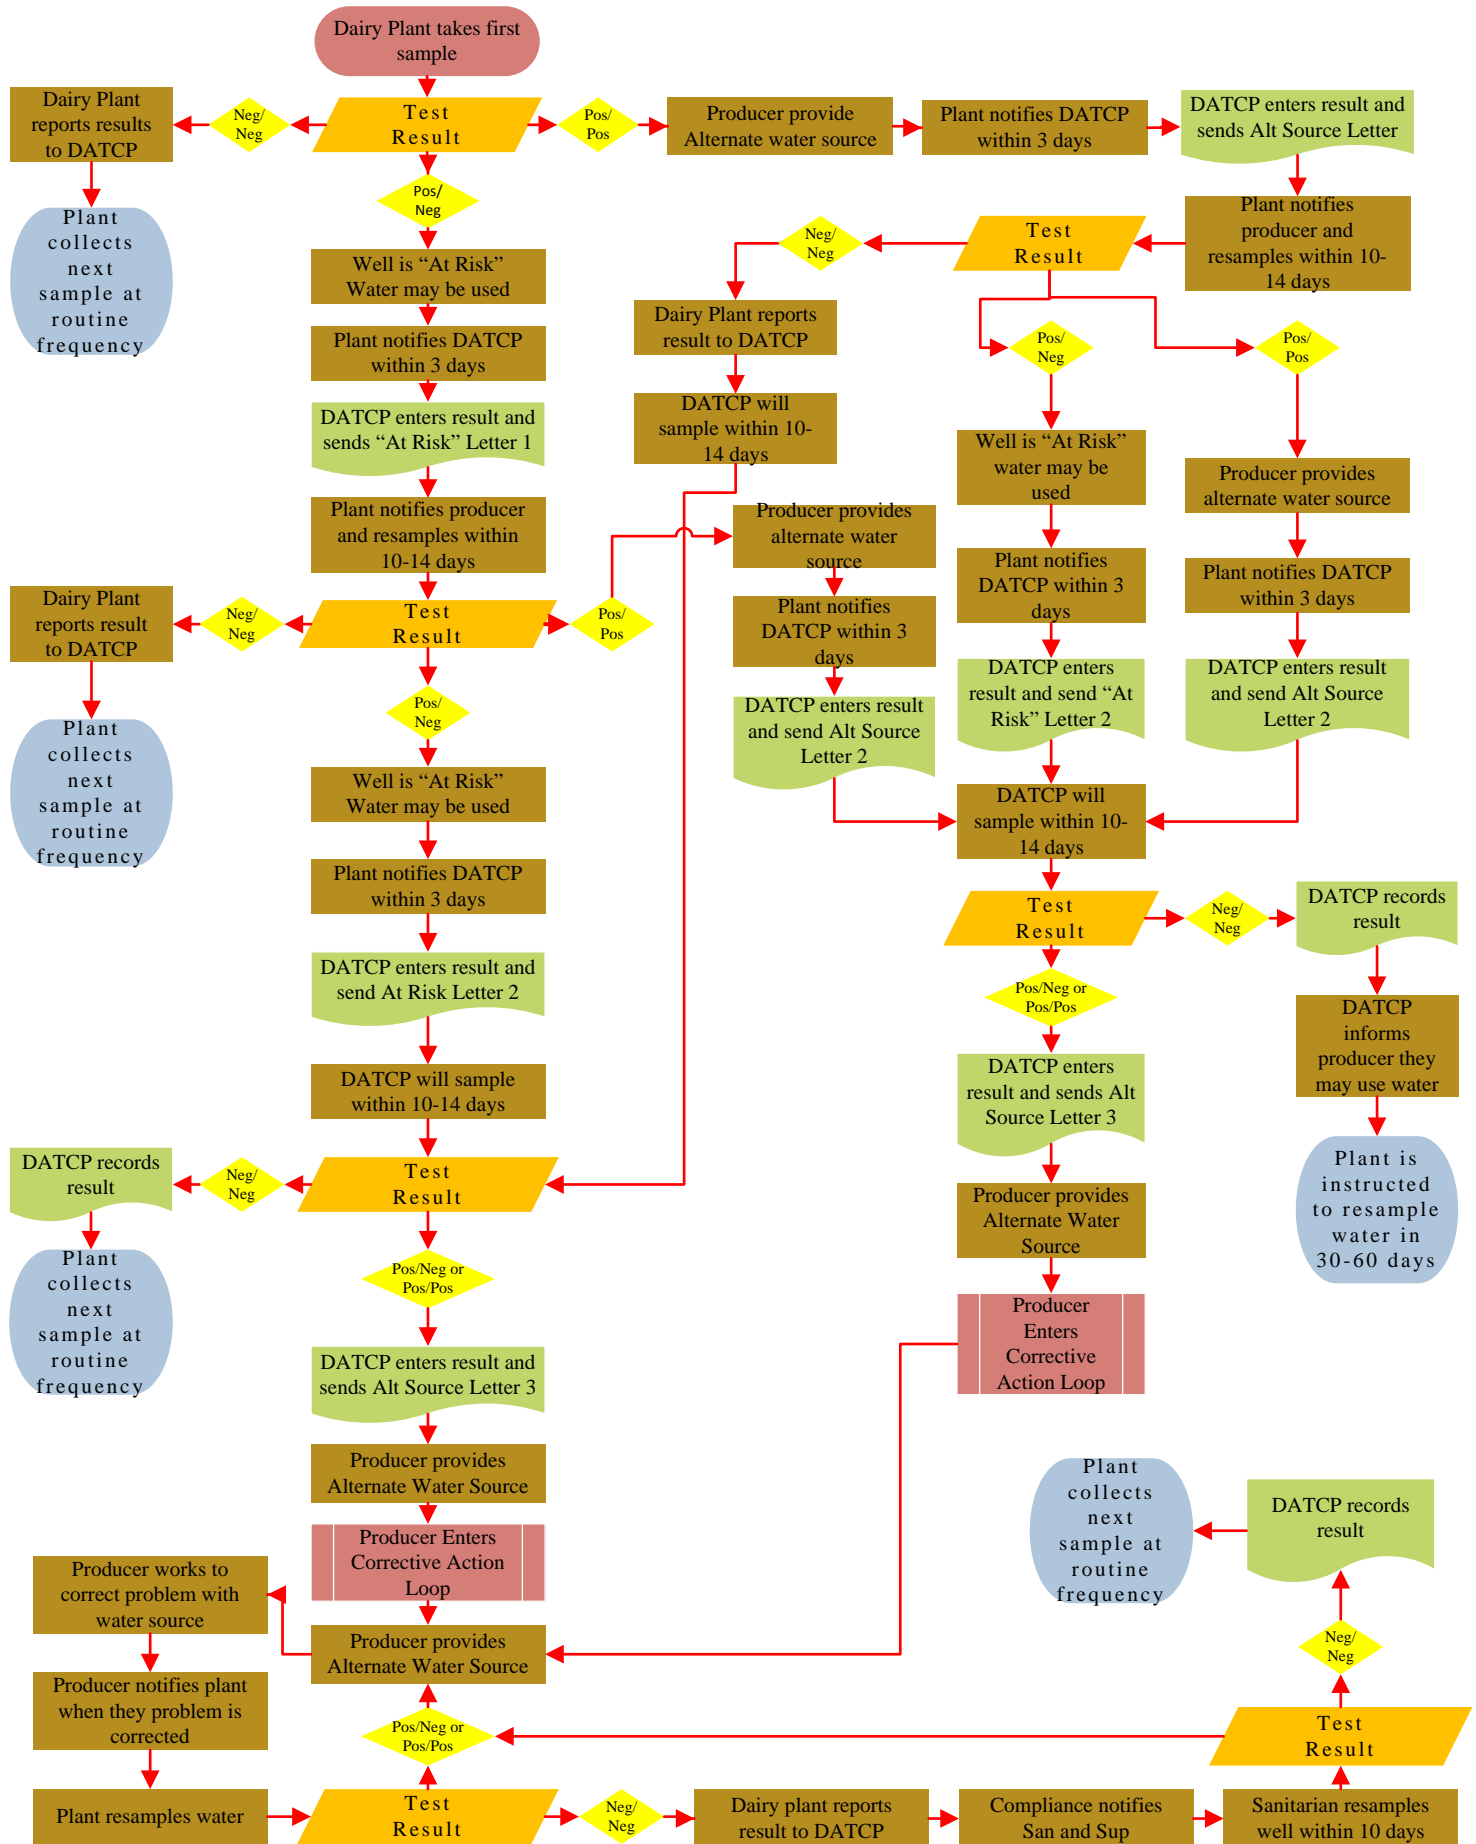 Dairy Plant takes first
sample
Dairy Plant
reports results
to DATCP
Neg/
Neg
Test
Result
Pos/
Pos
Producer provide
Alternate water source
Plant notifies DATCP
within 3 days
DATCP enters result and
sends Alt Source Letter
Plant
collects
next
sample at
routine
frequency
Pos/
Neg
Well is “At Risk”
Water may be used
Plant notifies DATCP
within 3 days
DATCP enters result and
sends “At Risk” Letter 1
Plant notifies producer
and resamples within
10-14 days
Plant notifies
producer and
resamples within 10-
14 days
Test
Result
Neg/
Neg
Dairy Plant reports
result to DATCP
DATCP will
sample within 10-
14 days
Pos/
Neg
Well is “At Risk”
water may be
used
Plant notifies
DATCP within 3
days
DATCP enters
result and send “At
Risk” Letter 2
Pos/
Pos
Producer provides
alternate water source
Plant notifies DATCP
within 3 days
DATCP enters result
and send Alt Source
Letter 2
Dairy Plant
reports result
to DATCP
Neg/
Neg
Test
Result
Pos/
Pos
Producer provides
alternate water
source
Plant notifies
DATCP within 3
days
DATCP enters result
and send Alt Source
Letter 2
Plant
collects
next
sample at
routine
frequency
Pos/
Neg
Well is “At Risk”
Water may be used
Plant notifies DATCP
within 3 days
DATCP enters result and
send At Risk Letter 2
DATCP will sample
within 10-14 days
DATCP will
sample within 10-
14 days
Test
Result
Neg/
Neg
DATCP records
result
DATCP
informs
producer they
may use water
Plant is
instructed
to resample
water in
30-60 days
Pos/Neg or
Pos/Pos
DATCP enters
result and sends Alt
Source Letter 3
Producer provides
Alternate Water
Source
Producer
Enters
Corrective
Action Loop
DATCP records
result
Neg/
Neg
Test
Result
Plant
collects
next
sample at
routine
frequency
Pos/Neg or
Pos/Pos
DATCP enters result and
sends Alt Source Letter 3
Producer provides
Alternate Water Source
Producer Enters
Corrective Action
Loop
Producer provides
Alternate Water Source
Producer works to
correct problem with
water source
Producer notifies plant
when they problem is
corrected
Plant resamples water
Test
Result
Pos/Neg or
Pos/Pos
Neg/
Neg
Dairy plant reports
result to DATCP
Compliance notifies
San and Sup
Sanitarian resamples
well within 10 days
Test
Result
Neg/
Neg
DATCP records
result
Plant
collects
next
sample at
routine
frequency